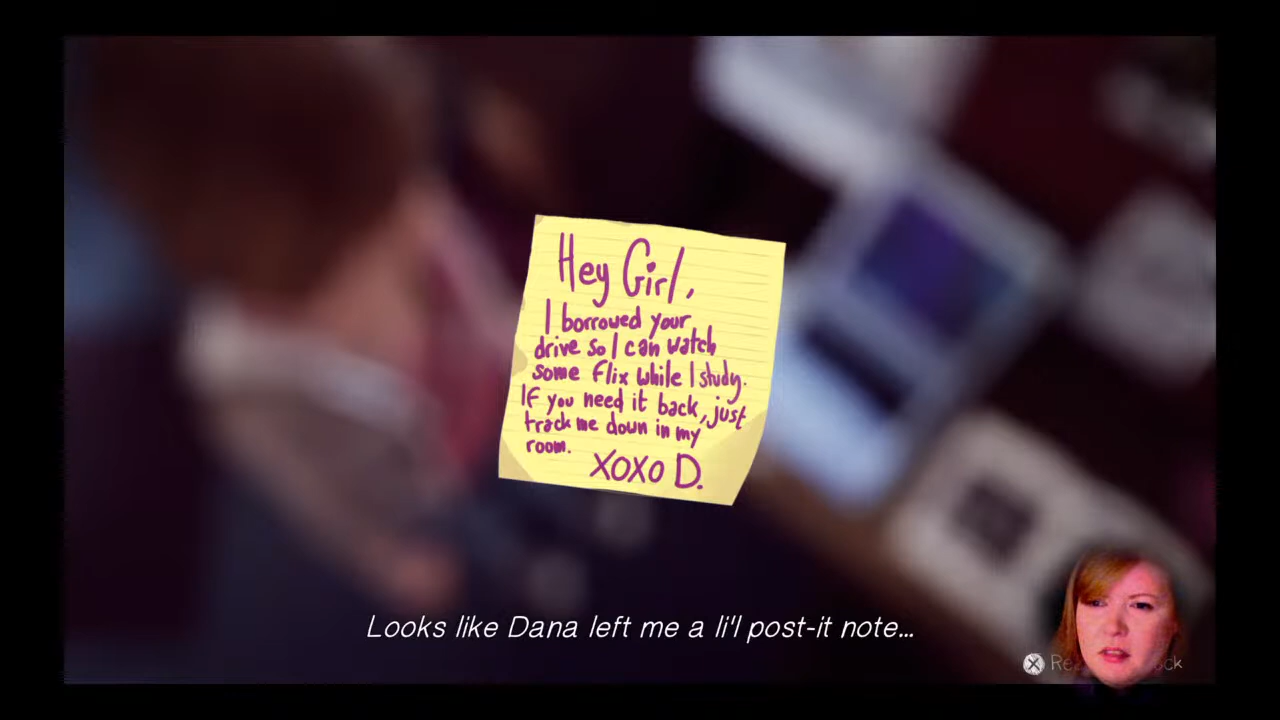 Hey Girl,
I borrowed your
drive so I can watch
some Flix while I study.
If you need it back, just
track me down in my
room.
XOXO D.
Looks like Dana left me a li'l post-it note...